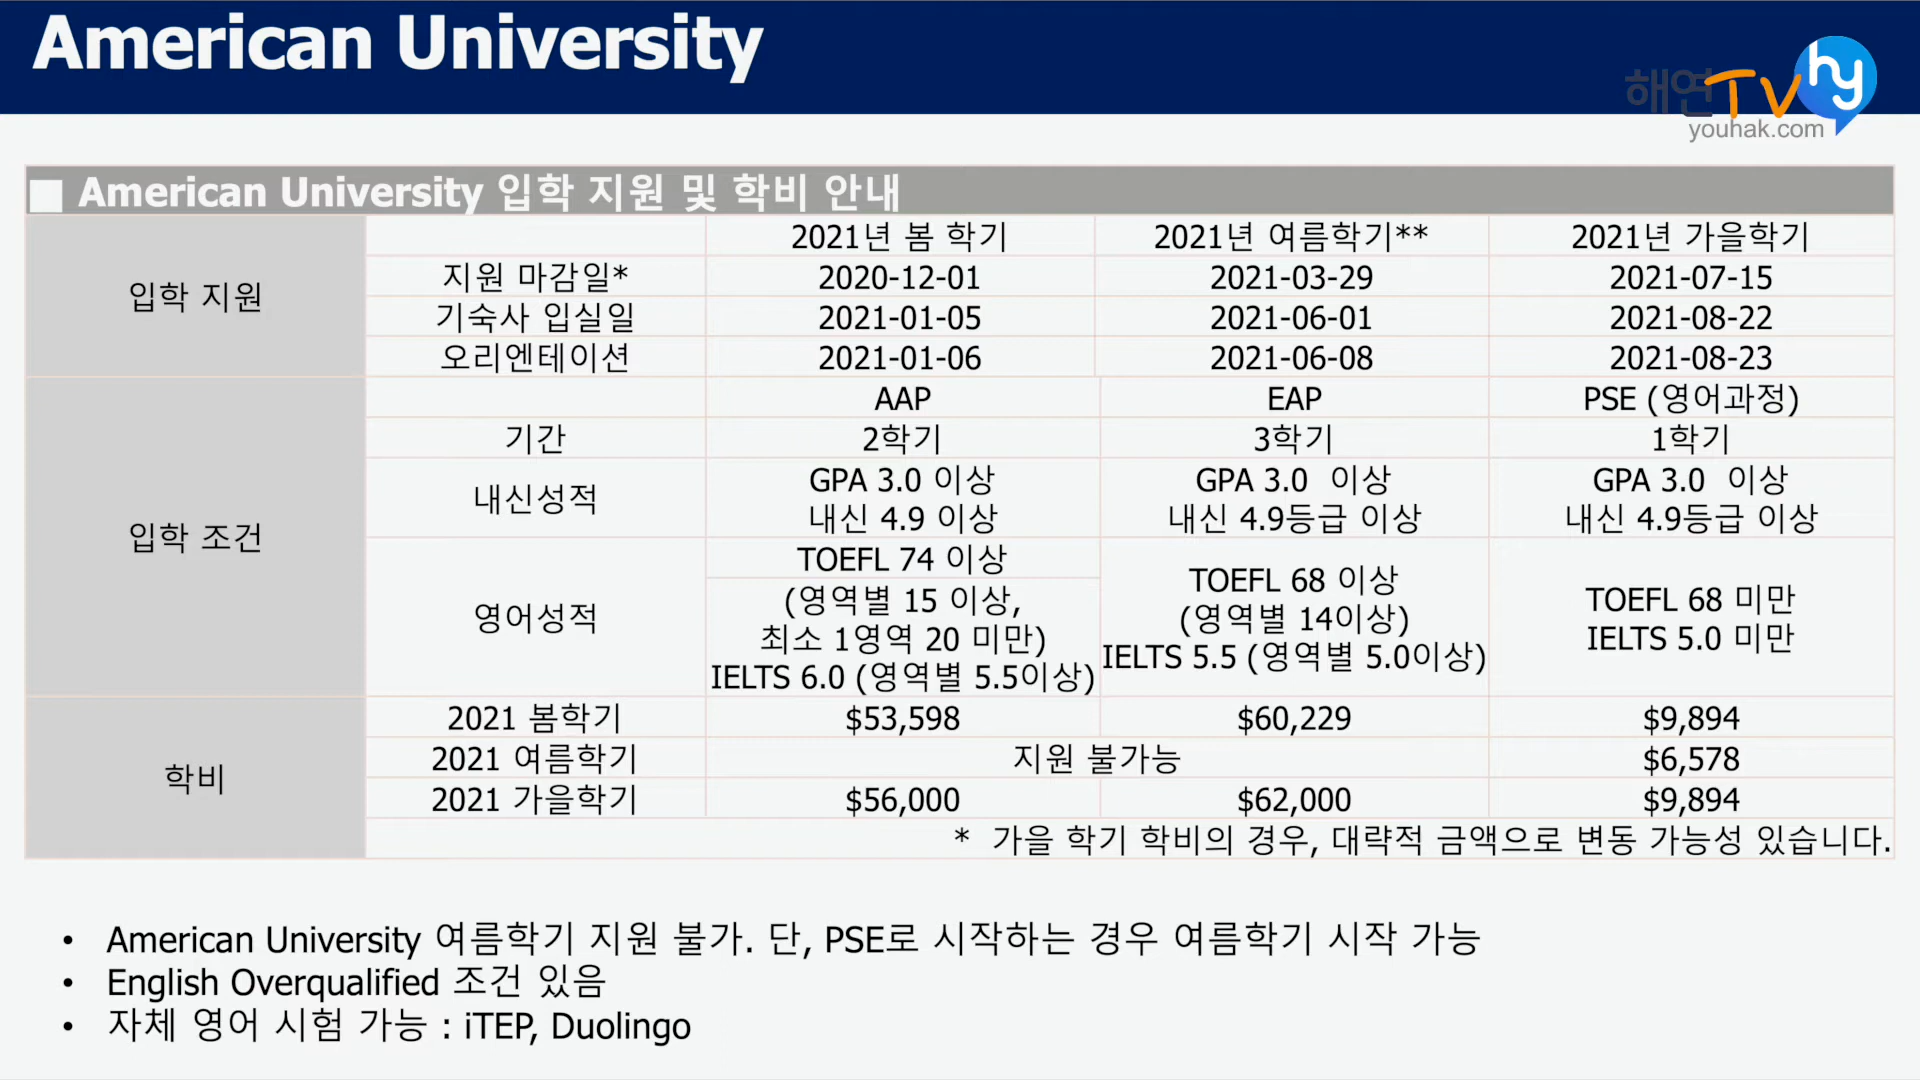 American University
해연TV hy
youhak.com
■ American University 입학 지원 및 학비 안내
입학 지원
2021년 봄 학기 2021년 여름학기** 2021년 가을학기
지원 마감일* 2020-12-01 2021-03-29 2021-07-15
기숙사 입실일 2021-01-05 2021-06-01 2021-08-22
오리엔테이션 2021-01-06 2021-06-08 2021-08-23
입학 조건
AAP EAP PSE (영어과정)
기간 2학기 3학기 1학기
내신성적
GPA 3.0 이상 GPA 3.0 이상 GPA 3.0 이상
내신 4.9 이상 내신 4.9등급 이상 내신 4.9등급 이상
영어성적
TOEFL 74 이상
(영역별 15 이상,
최소 1영역 20 미만)
IELTS 6.0 (영역별 5.5이상)
TOEFL 68 이상
(영역별 14이상)
IELTS 5.5 (영역별 5.0이상)
TOEFL 68 미만
IELTS 5.0 미만
학비
2021 봄학기 $53,598 $60,229 $9,894
2021 여름학기 지원 불가능 $6,578
2021 가을학기 $56,000 $62,000 $9,894
* 가을 학기 학비의 경우, 대략적 금액으로 변동 가능성 있습니다.
• American University 여름학기 지원 불가. 단, PSE로 시작하는 경우 여름학기 시작 가능
• English Overqualified 조건 있음
• 자체 영어 시험 가능 : iTEP, Duolingo